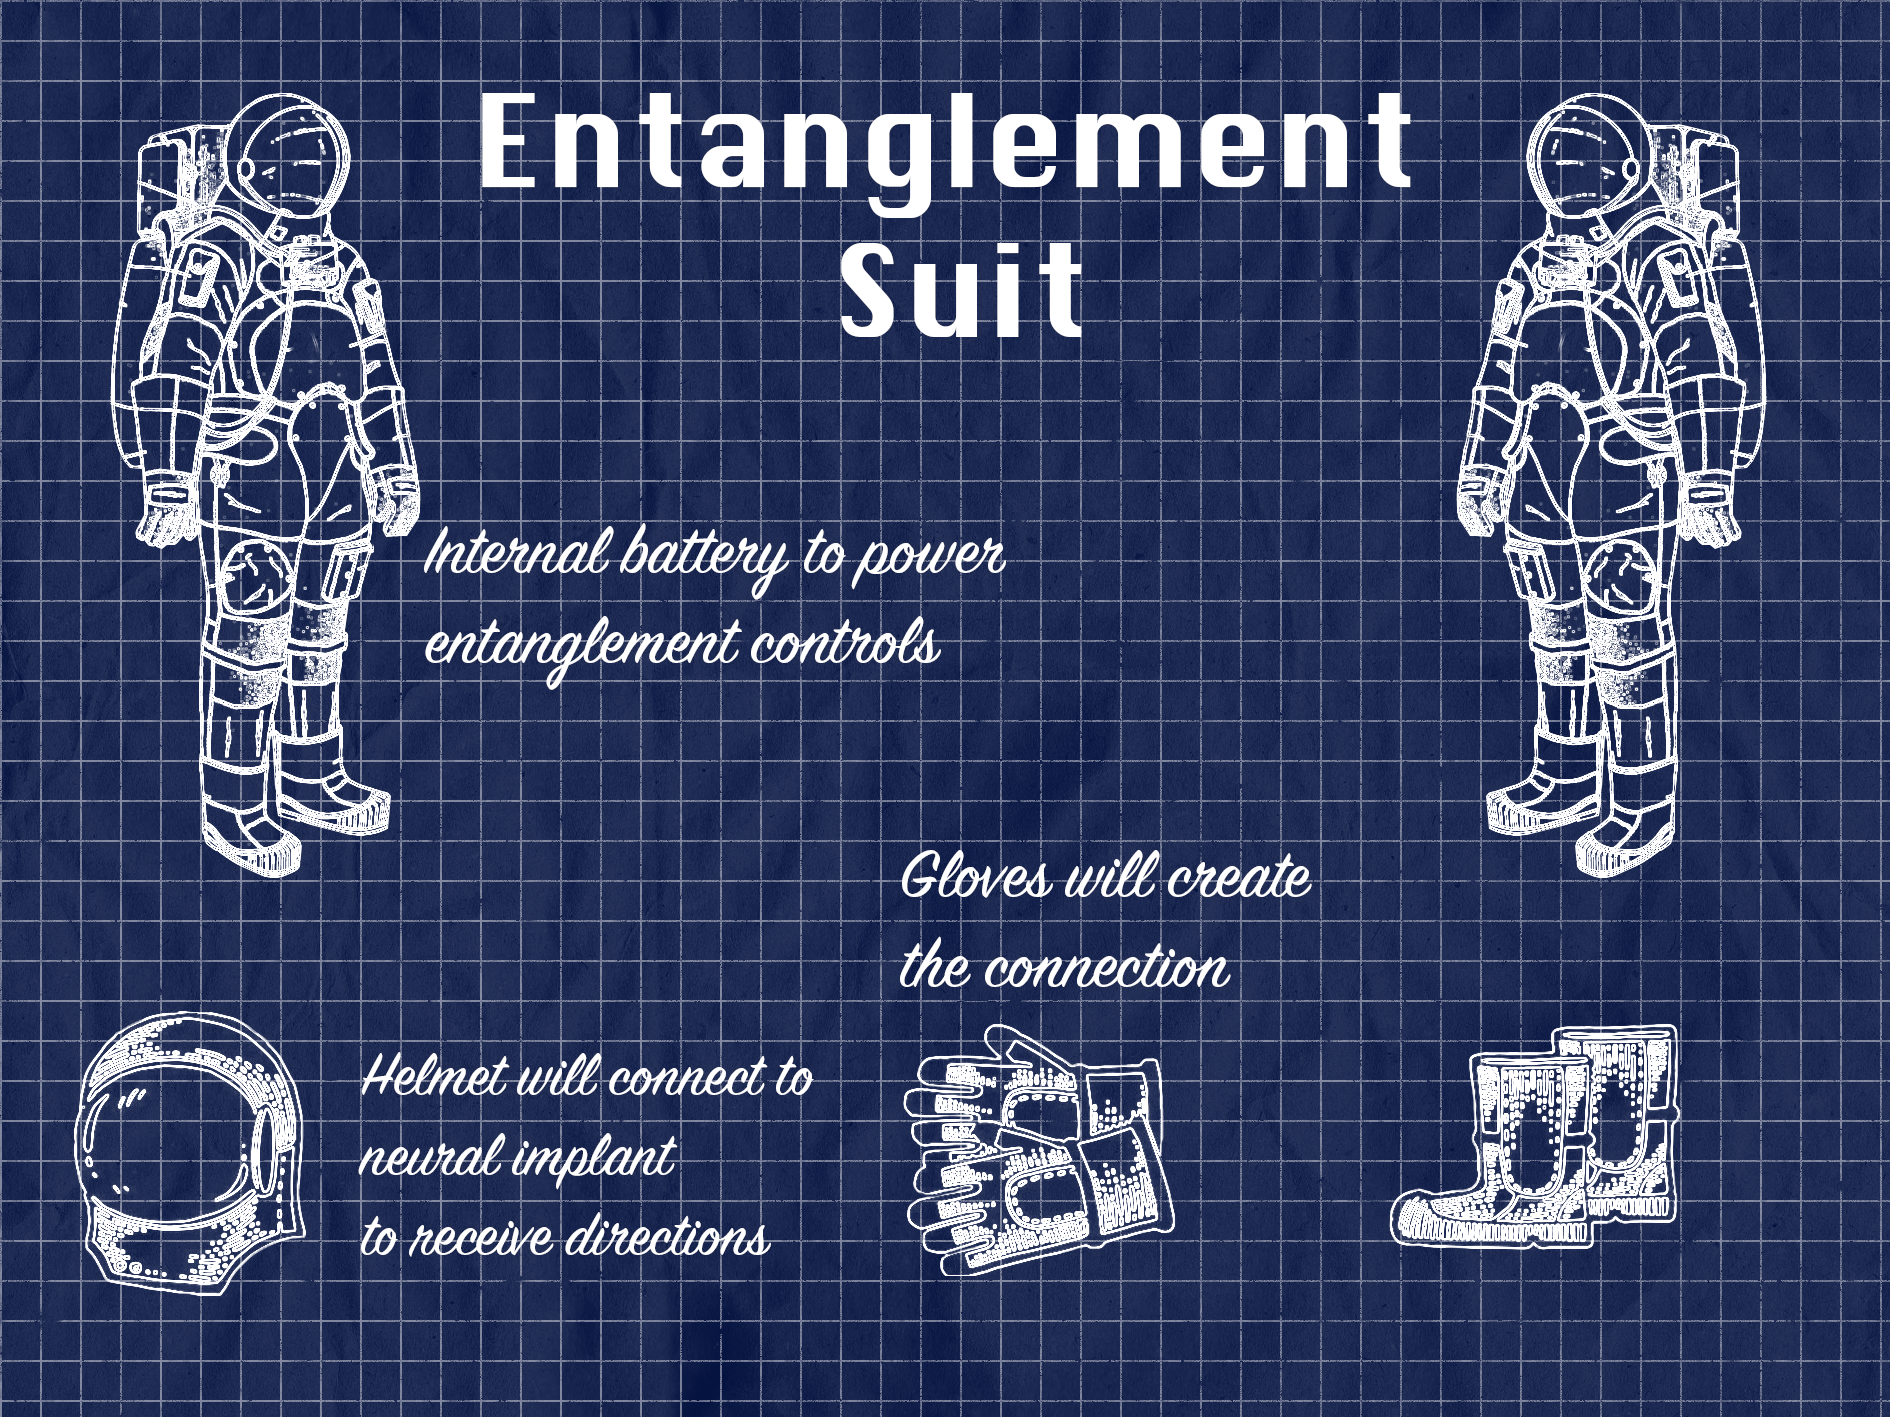 Entanglement
Suit
Internal battery to power
entanglement controls
Gloves will create
the connection
Helmet will connect to
neural implant
to receive directions